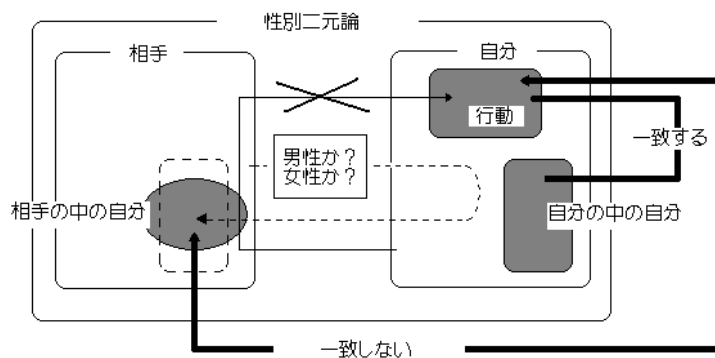 性別二元論
相手
自分
行動
一致する
男性か？
女性か？
相手の中の自分
自分の中の自分
一致しない